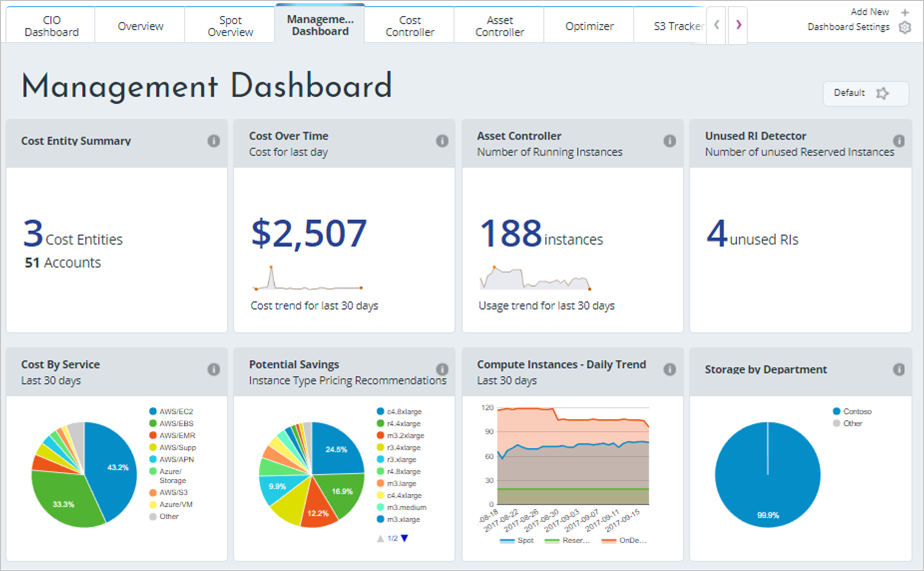 CIO Dashboard
Overview
Spot Overview
Manageme... Dashboard
Cost Controller
Asset Controller
Optimizer
S3 Tracker
Add New
Dashboard Settings
Management Dashboard
Default
Cost Entity Summary
3 Cost Entities
51 Accounts
Cost Over Time
Cost for last day
$2,507
Cost trend for last 30 days
Asset Controller
Number of Running Instances
188 instances
Usage trend for last 30 days
Unused RI Detector
Number of unused Reserved Instances
4 unused RIs
Cost By Service
Last 30 days
43.2%
33.3%
AWS/EC2
AWS/EBS
AWS/EMR
AWS/Supp
AWS/APN
Azure/
Storage
AWS/S3
Azure/VM
Other
Potential Savings
Instance Type Pricing Recommendations
24.5%
16.9%
12.2%
9.9%
c4.8xlarge
r4.4xlarge
m3.2xlarge
r3.4xlarge
r3.xlarge
r4.8xlarge
m3.large
c4.4xlarge
m3.medium
m3.xlarge
1/2
Compute Instances - Daily Trend
Last 30 days
120
90
60
30
0
-08-18
2017-08-22
2017-08-26
2017-08-30
2017-09-03
2017-09-07
2017-09-11
2017-09-15
Spot
Reser...
OnDe...
Storage by Department
99.9%
Contoso
Other